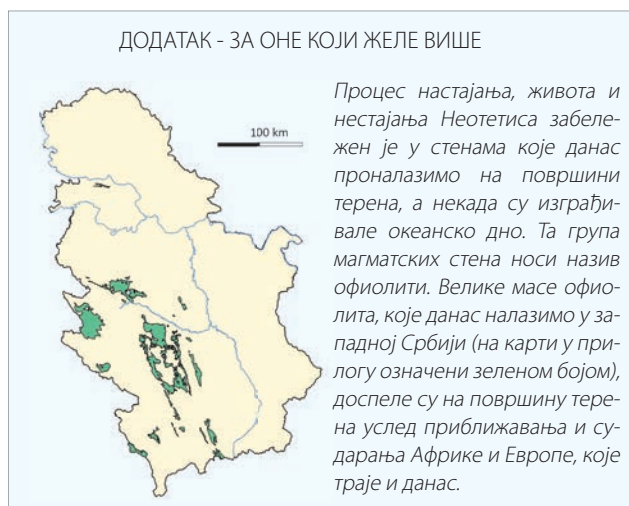 ДОДАТАК - ЗА ОНЕ КОЈИ ЖЕЛЕ ВИШЕ
100 km
Процес настајања, живота и
нестајања Неотетиса забеле-
жен је у стенама које данас
проналазимо на површини
терена, а некада су изграђи-
вале океанско дно. Та група
магматских стена носи назив
офиолити. Велике масе офио-
лита, које данас налазимо у за-
падној Србији (на карти у при-
логу означени зеленом бојом),
доспеле су на површину тере-
на услед приближавања и су-
дарања Африке и Европе, које
траје и данас.